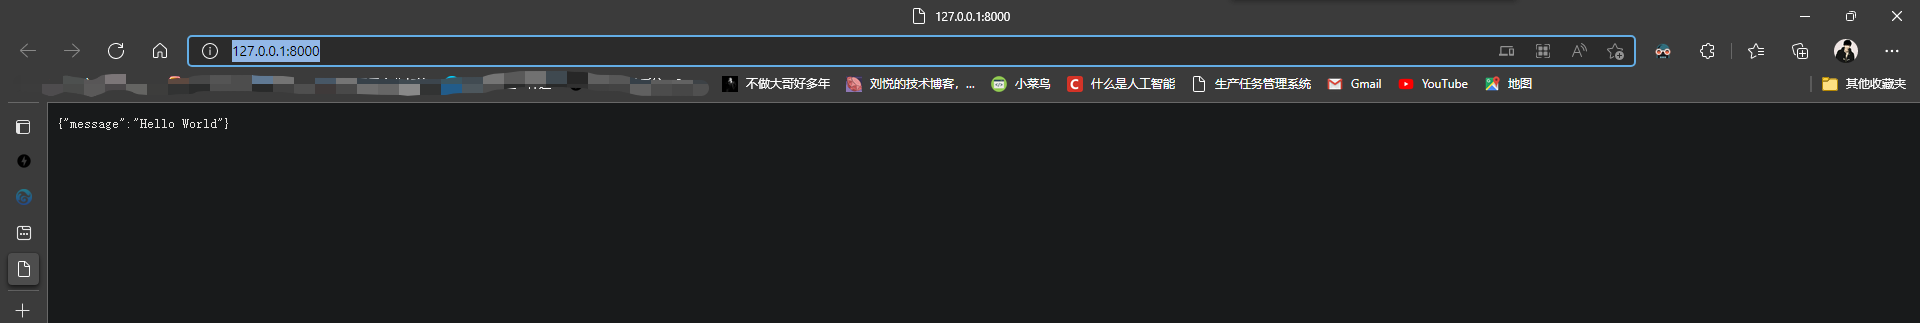 127.0.0.1:8000
127.0.0.1:8000
不做大哥好多年 刘悦的技术博客，... 小菜鸟 C 什么是人工智能 生产任务管理系统 Gmail YouTube 地图 其他收藏夹
{"message":"Hello World"}